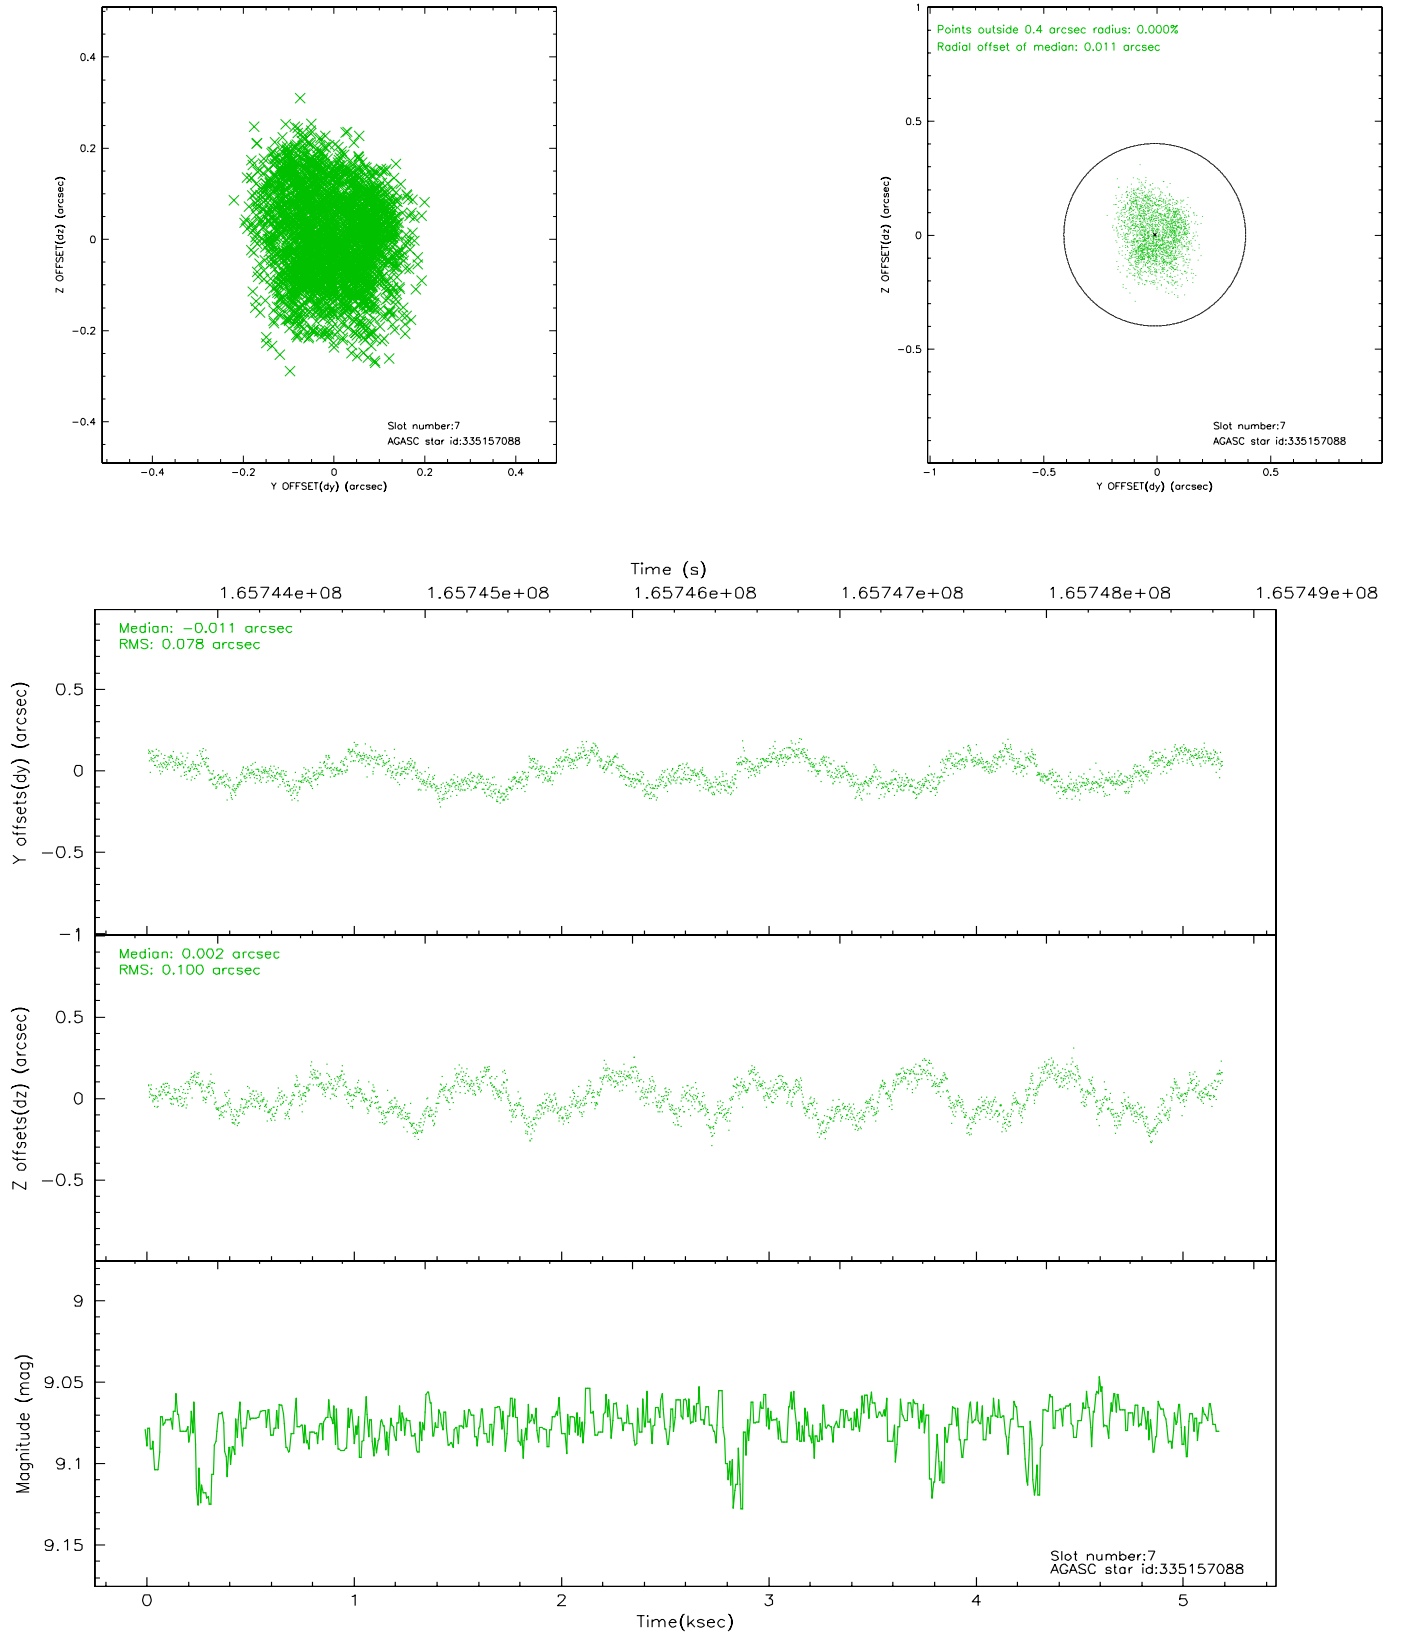 0.4
0.2
0
-0.2
-0.4
Z OFFSET(dz) (arcsec)
Slot number:7
AGASC star id:335157088
-0.4 -0.2 0 0.2 0.4
Y OFFSET(dy) (arcsec)
1
0.5
0
-0.5
Z OFFSET(dz) (arcsec)
Points outside 0.4 arcsec radius: 0.000%
Radial offset of median: 0.011 arcsec
Slot number:7
AGASC star id:335157088
-1 -0.5 0 0.5
Y OFFSET(dy) (arcsec)
Time (s)
1.65744e+08 1.65745e+08 1.65746e+08 1.65747e+08 1.65748e+08 1.65749e+08
Median: -0.011 arcsec
RMS: 0.078 arcsec
0.5
0
-0.5
-1
Y offsets(dy) (arcsec)
Median: 0.002 arcsec
RMS: 0.100 arcsec
0.5
0
-0.5
Z offsets(dz) (arcsec)
9
9.05
9.1
9.15
Magnitude (mag)
Slot number:7
AGASC star id:335157088
0 1 2 3 4 5
Time(ksec)